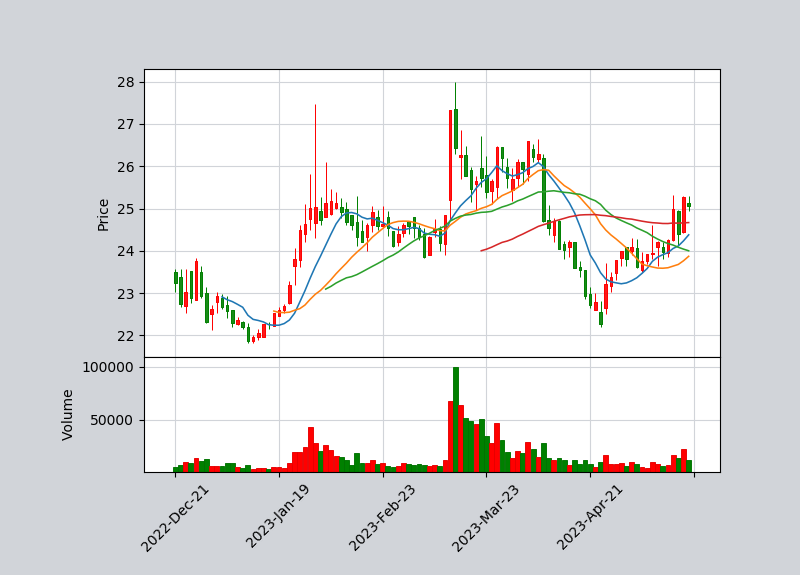 28
27
26
25
24
23
22
Price
100000
50000
Volume
2022-Dec-21
2023-Jan-19
2023-Feb-23
2023-Mar-23
2023-Apr-21